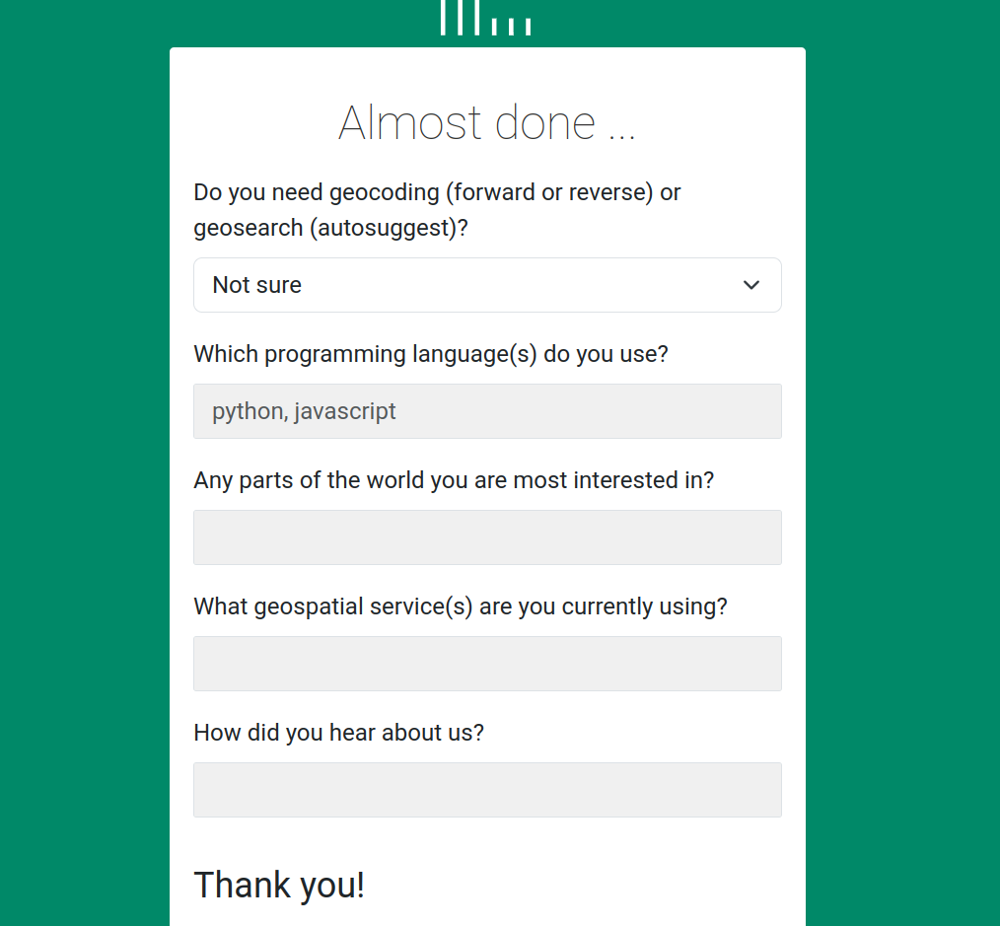 Almost done ...
Do you need geocoding (forward or reverse) or
geosearch (autosuggest)?
Not sure
Which programming language(s) do you use?
python, javascript
Any parts of the world you are most interested in?
What geospatial service(s) are you currently using?
How did you hear about us?
Thank you!